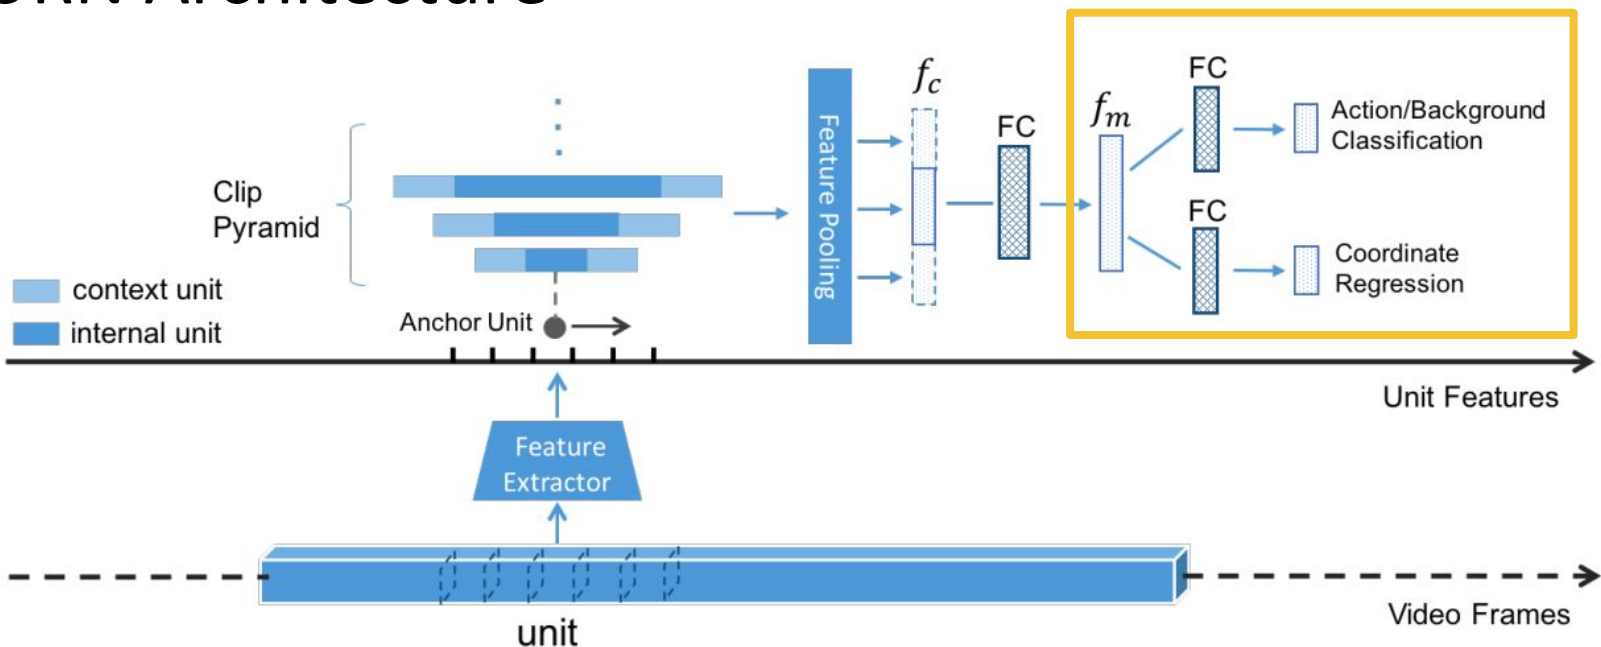 Architecture
Clip
Pyramid
context unit
internal unit
Anchor Unit
Feature Pooling
f_c
FC
f_m
FC
Action/Background
Classification
FC
Coordinate
Regression
Unit Features
Feature
Extractor
unit
Video Frames